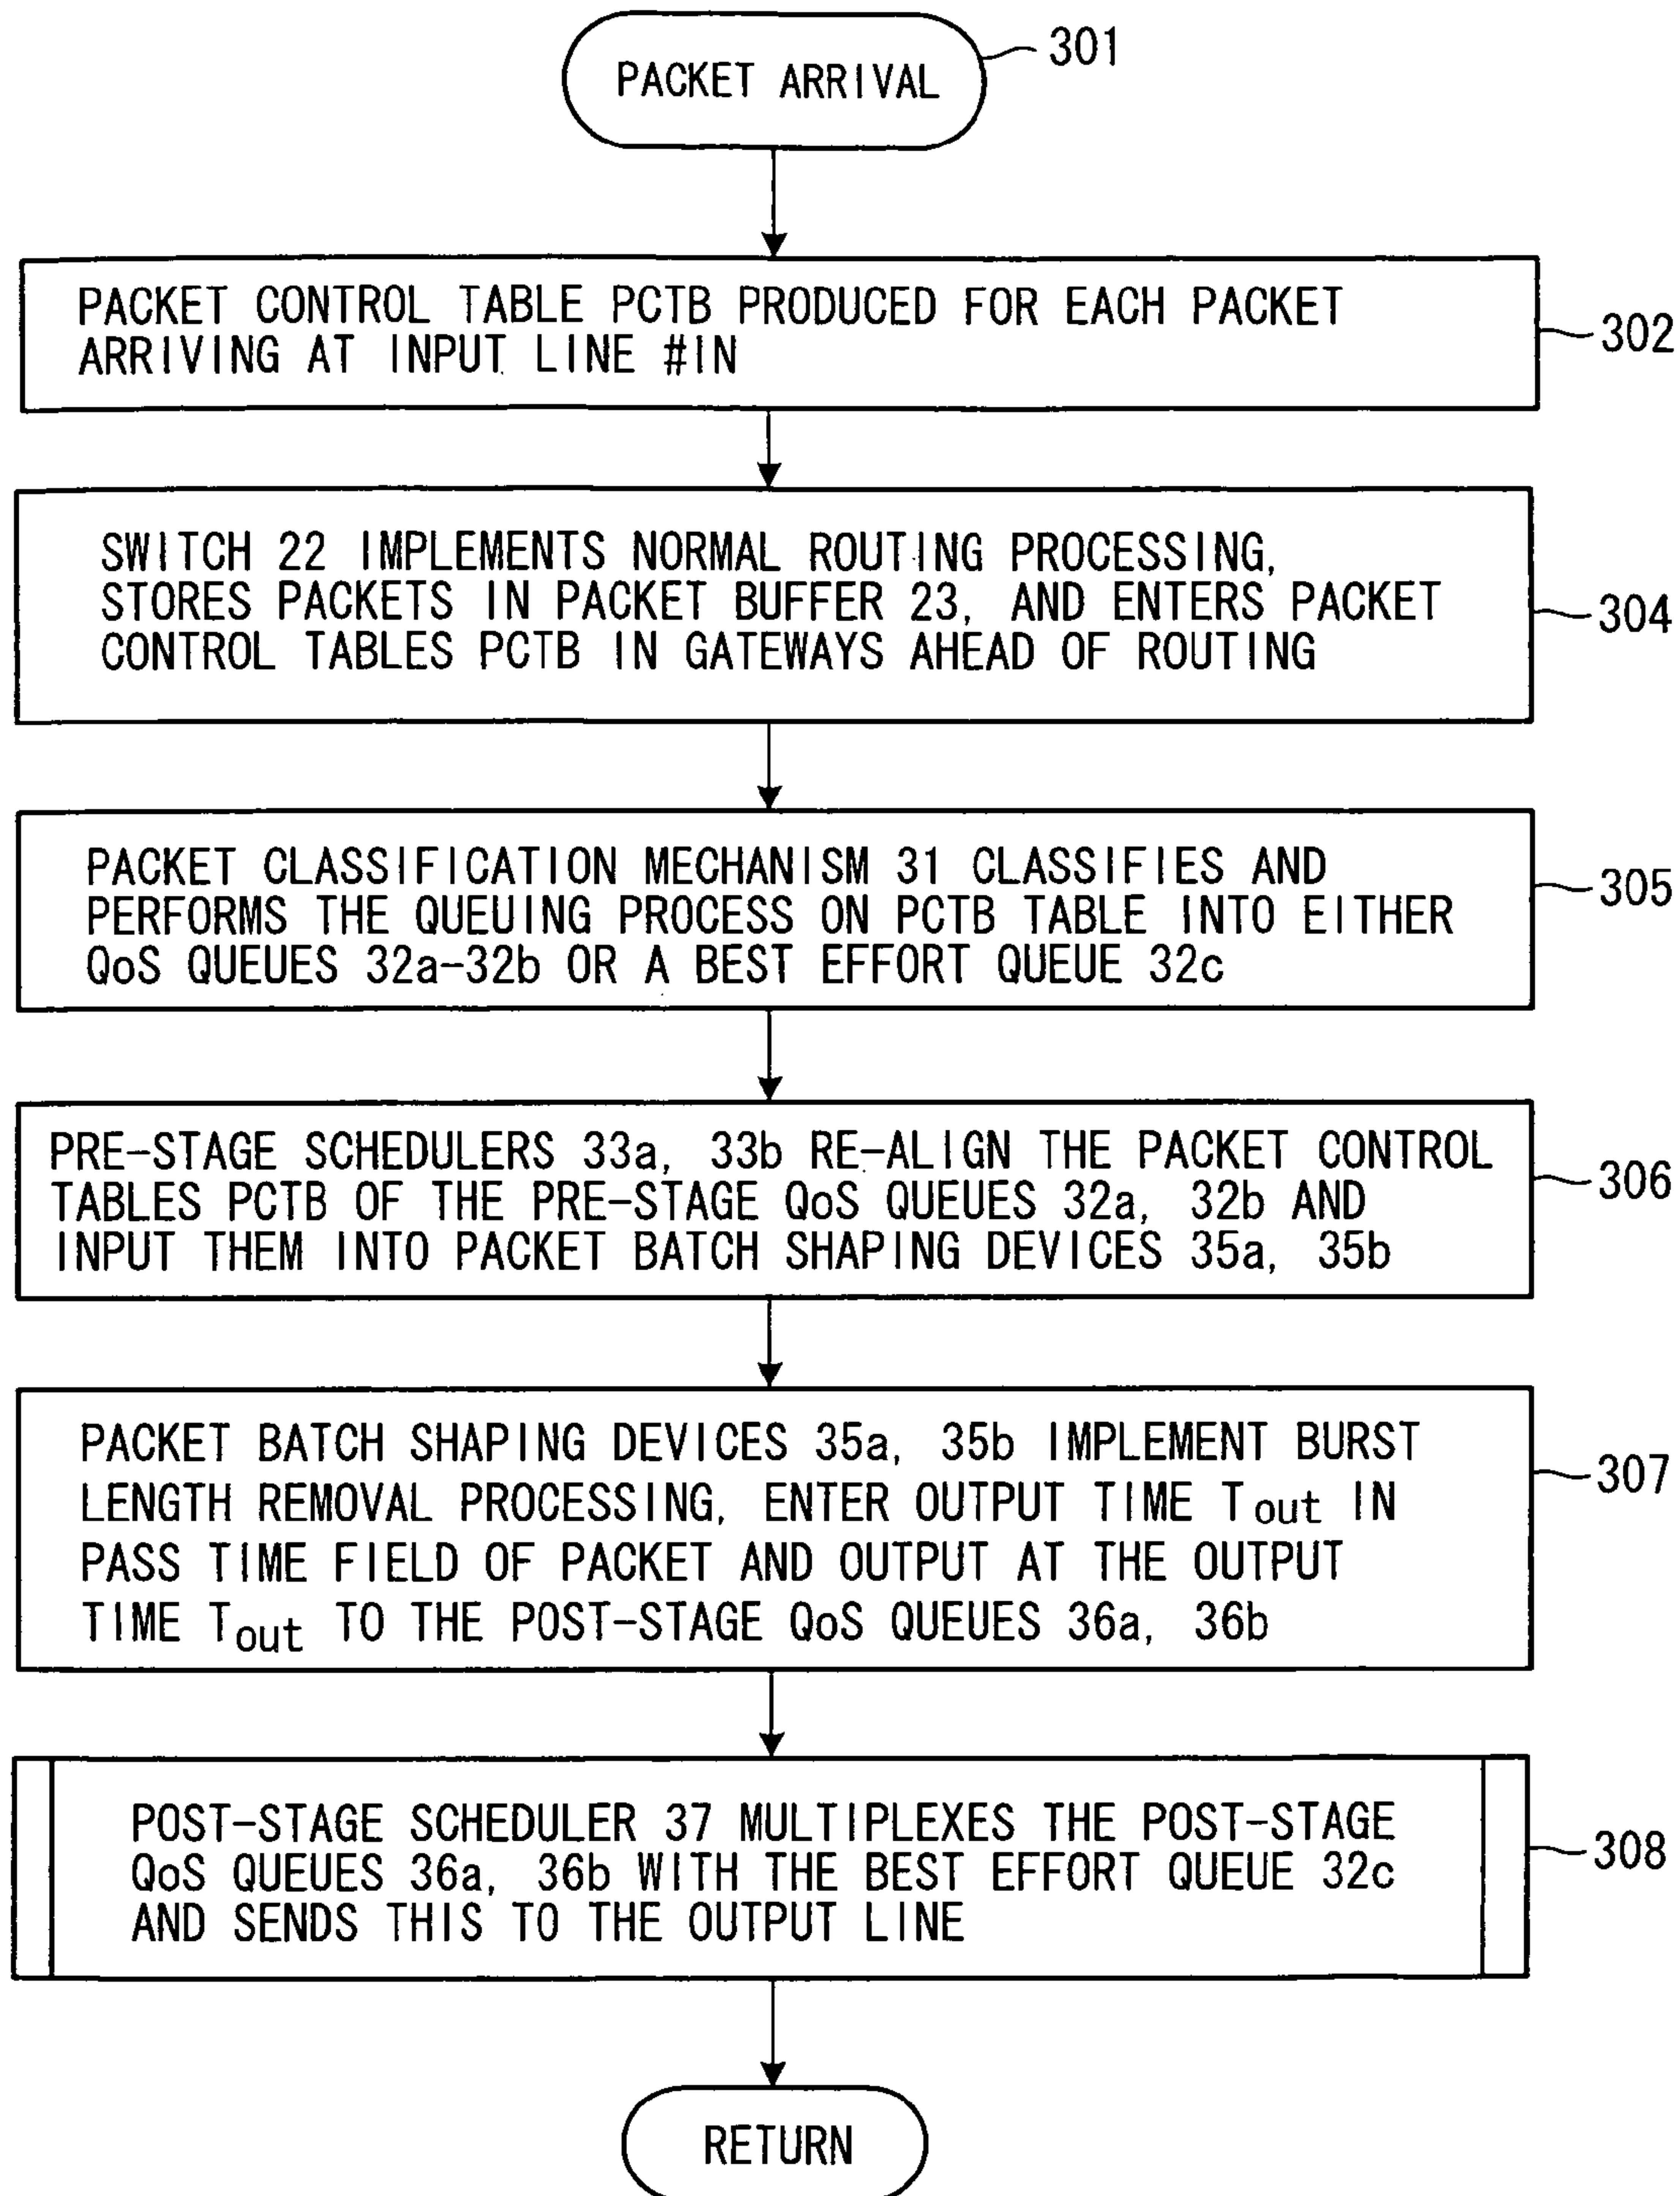 PACKET ARRIVAL
301
PACKET CONTROL TABLE PCTB PRODUCED FOR EACH PACKET
ARRIVING AT INPUT LINE #IN
302
SWITCH 22 IMPLEMENTS NORMAL ROUTING PROCESSING,
STORES PACKETS IN PACKET BUFFER 23, AND ENTERS PACKET
CONTROL TABLES PCTB IN GATEWAYS AHEAD OF ROUTING
304
PACKET CLASSIFICATION MECHANISM 31 CLASSIFIES AND
PERFORMS THE QUEUING PROCESS ON PCTB TABLE INTO EITHER
QoS QUEUES 32a-32b OR A BEST EFFORT QUEUE 32c
305
PRE-STAGE SCHEDULERS 33a, 33b RE-ALIGN THE PACKET CONTROL
TABLES PCTB OF THE PRE-STAGE QoS QUEUES 32a, 32b AND
INPUT THEM INTO PACKET BATCH SHAPING DEVICES 35a, 35b
306
PACKET BATCH SHAPING DEVICES 35a, 35b IMPLEMENT BURST
LENGTH REMOVAL PROCESSING, ENTER OUTPUT TIME Tout IN
PASS TIME FIELD OF PACKET AND OUTPUT AT THE OUTPUT
TIME Tout TO THE POST-STAGE QoS QUEUES 36a, 36b
307
POST-STAGE SCHEDULER 37 MULTIPLEXES THE POST-STAGE
QoS QUEUES 36a, 36b WITH THE BEST EFFORT QUEUE 32c
AND SENDS THIS TO THE OUTPUT LINE
308
RETURN